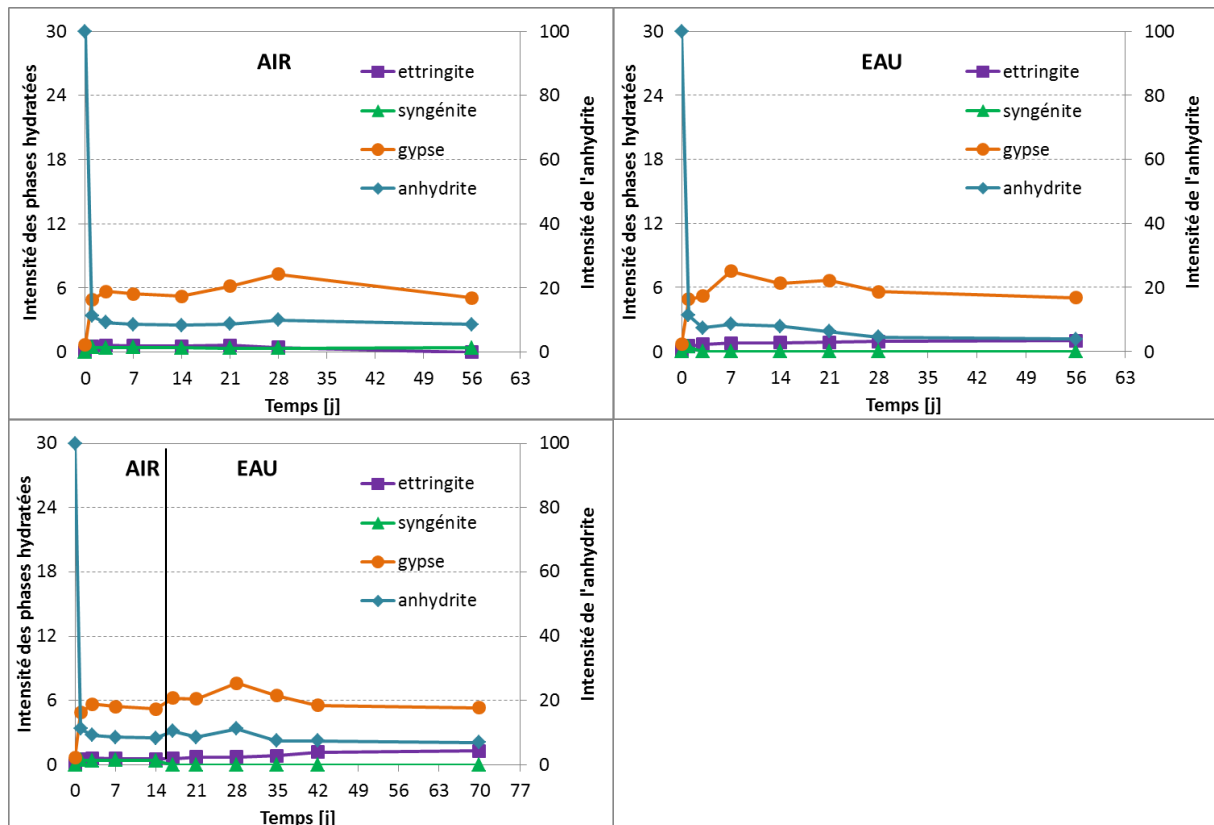 AIR
Intensité des phases hydratées
30
24
18
12
6
0
ettringite
syngénite
gypse
anhydrite
100
80
60
40
20
0
Intensité de l'anhydrite
0 7 14 21 28 35 42 49 56 63
Temps [j]
EAU
Intensité des phases hydratées
30
24
18
12
6
0
ettringite
syngénite
gypse
anhydrite
100
80
60
40
20
0
Intensité de l'anhydrite
0 7 14 21 28 35 42 49 56 63
Temps [j]
AIR EAU
Intensité des phases hydratées
30
24
18
12
6
0
ettringite
syngénite
gypse
anhydrite
100
80
60
40
20
0
Intensité de l'anhydrite
0 7 14 21 28 35 42 49 56 63 70 77
Temps [j]